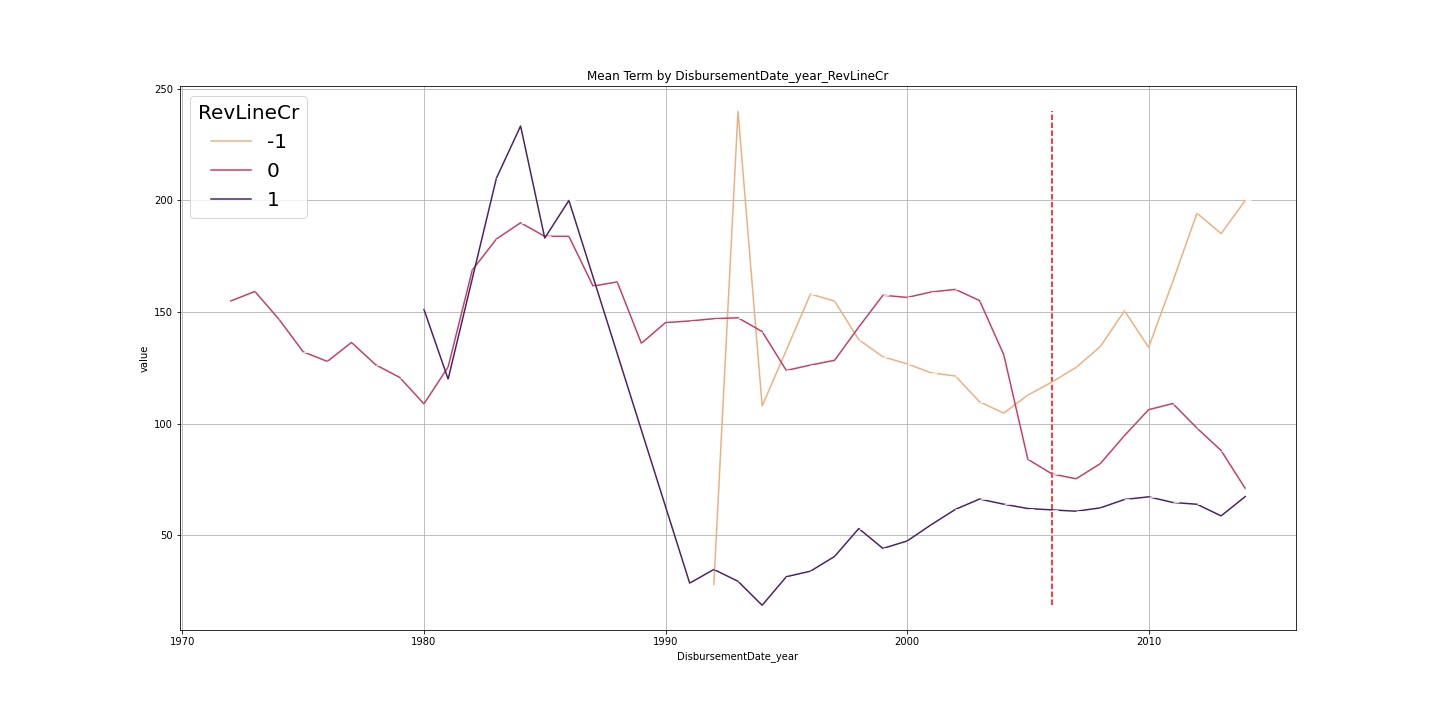 Mean Term by DisbursementDate_year_RevLineCr
RevLineCr
-1
0
1
value
250
200
150
100
50
1970 1980 1990 2000 2010
DisbursementDate_year